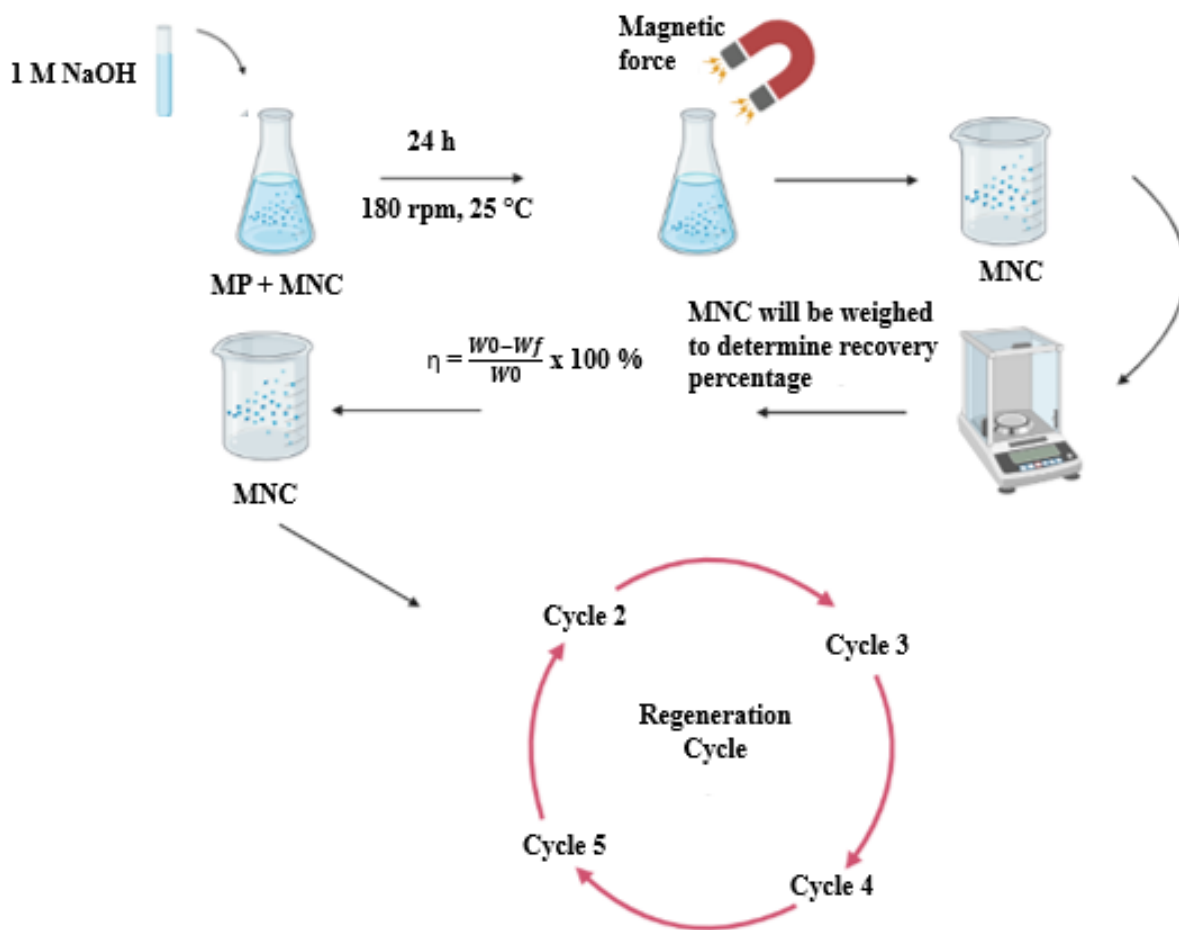 1 M NaOH
Magnetic
force
24 h
180 rpm, 25 °C
MP + MNC
MNC
MNC will be weighed
to determine recovery
percentage
η = W0–Wf/W0 x 100 %
MNC
Cycle 2
Cycle 3
Regeneration
Cycle
Cycle 5
Cycle 4